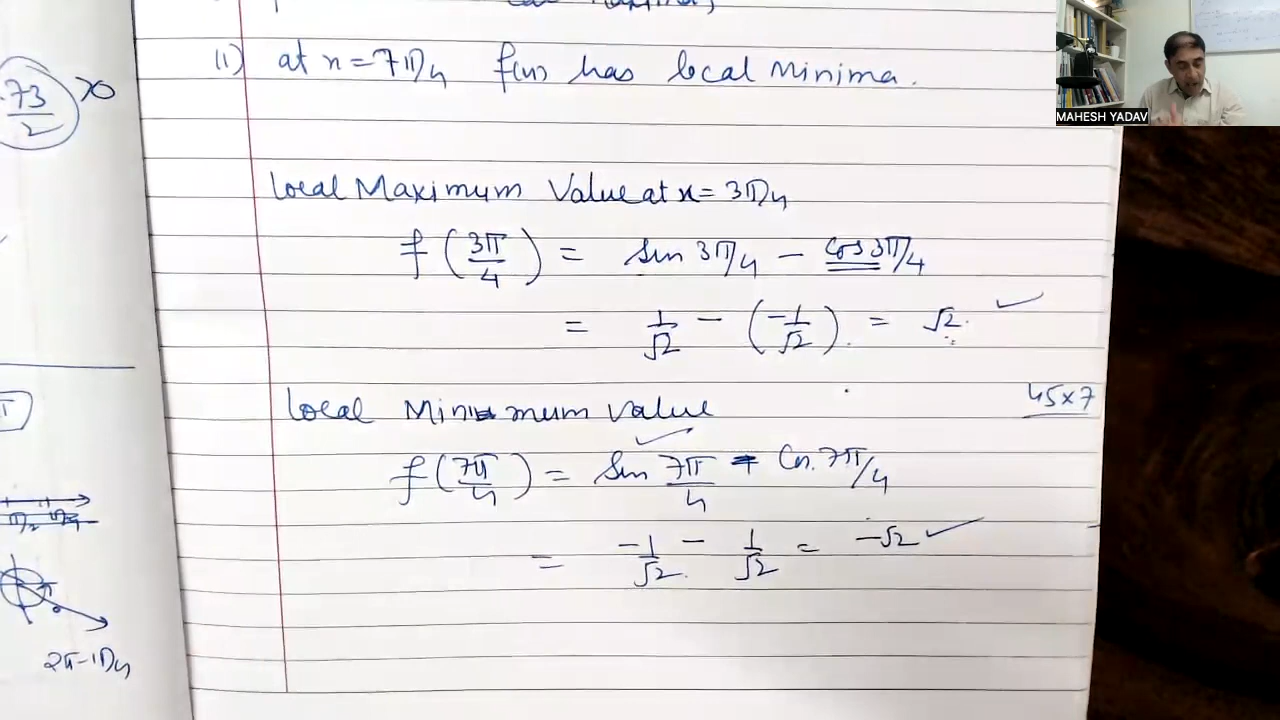 (ii) at x = 7π/4 f(x) has local Minima.
73/2 > 0
MAHESH YADAV
Local Maximum Value at x = 3π/4
f(3π/4) = sin 3π/4 - cos 3π/4
= 1/√2 - (-1/√2) = √2.
Local Minimum Value
45×7
f(7π/4) = sin 7π/4 - Cos 7π/4
= -1/√2 - 1/√2 = -√2
2π-π/4